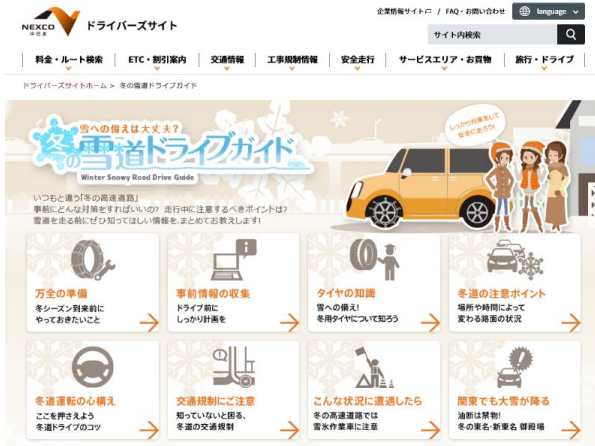 企業情報サイト / FAQ・お問い合わせ language
NEXCO
中日本
ドライバーズサイト
サイト内検索
料金・ルート検索 ETC・割引案内 交通情報 工事規制情報 安全走行 サービスエリア・お買物 旅行・ドライブ
ドライバーズサイトホーム > 冬の雪道ドライブガイド
雪への備えは大丈夫?
冬の雪道ドライブガイド
Winter Snowy Road Drive Guide
しっかり対策をして
安全に走ろう!
いつもと違う「冬の高速道路」
事前にどんな対策をすればいいの? 走行中に注意するべきポイントは?
雪道を走る前にぜひ知ってほしい情報を、まとめてお教えします!
万全の準備
冬シーズン到来前に
やっておきたいこと
事前情報の収集
ドライブ前に
しっかり計画を
タイヤの知識
雪への備え!
冬用タイヤについて知ろう
冬道の注意ポイント
場所や時間によって
変わる路面の状況
冬道運転の心構え
ここを押さえよう
冬道ドライブのコツ
交通規制にご注意
知っていないと困る、
冬道の交通規制
こんな状況に遭遇したら
冬の高速道路では
雪氷作業車に注意
関東でも大雪が降る
油断は禁物!
冬の東名・新東名 御殿場